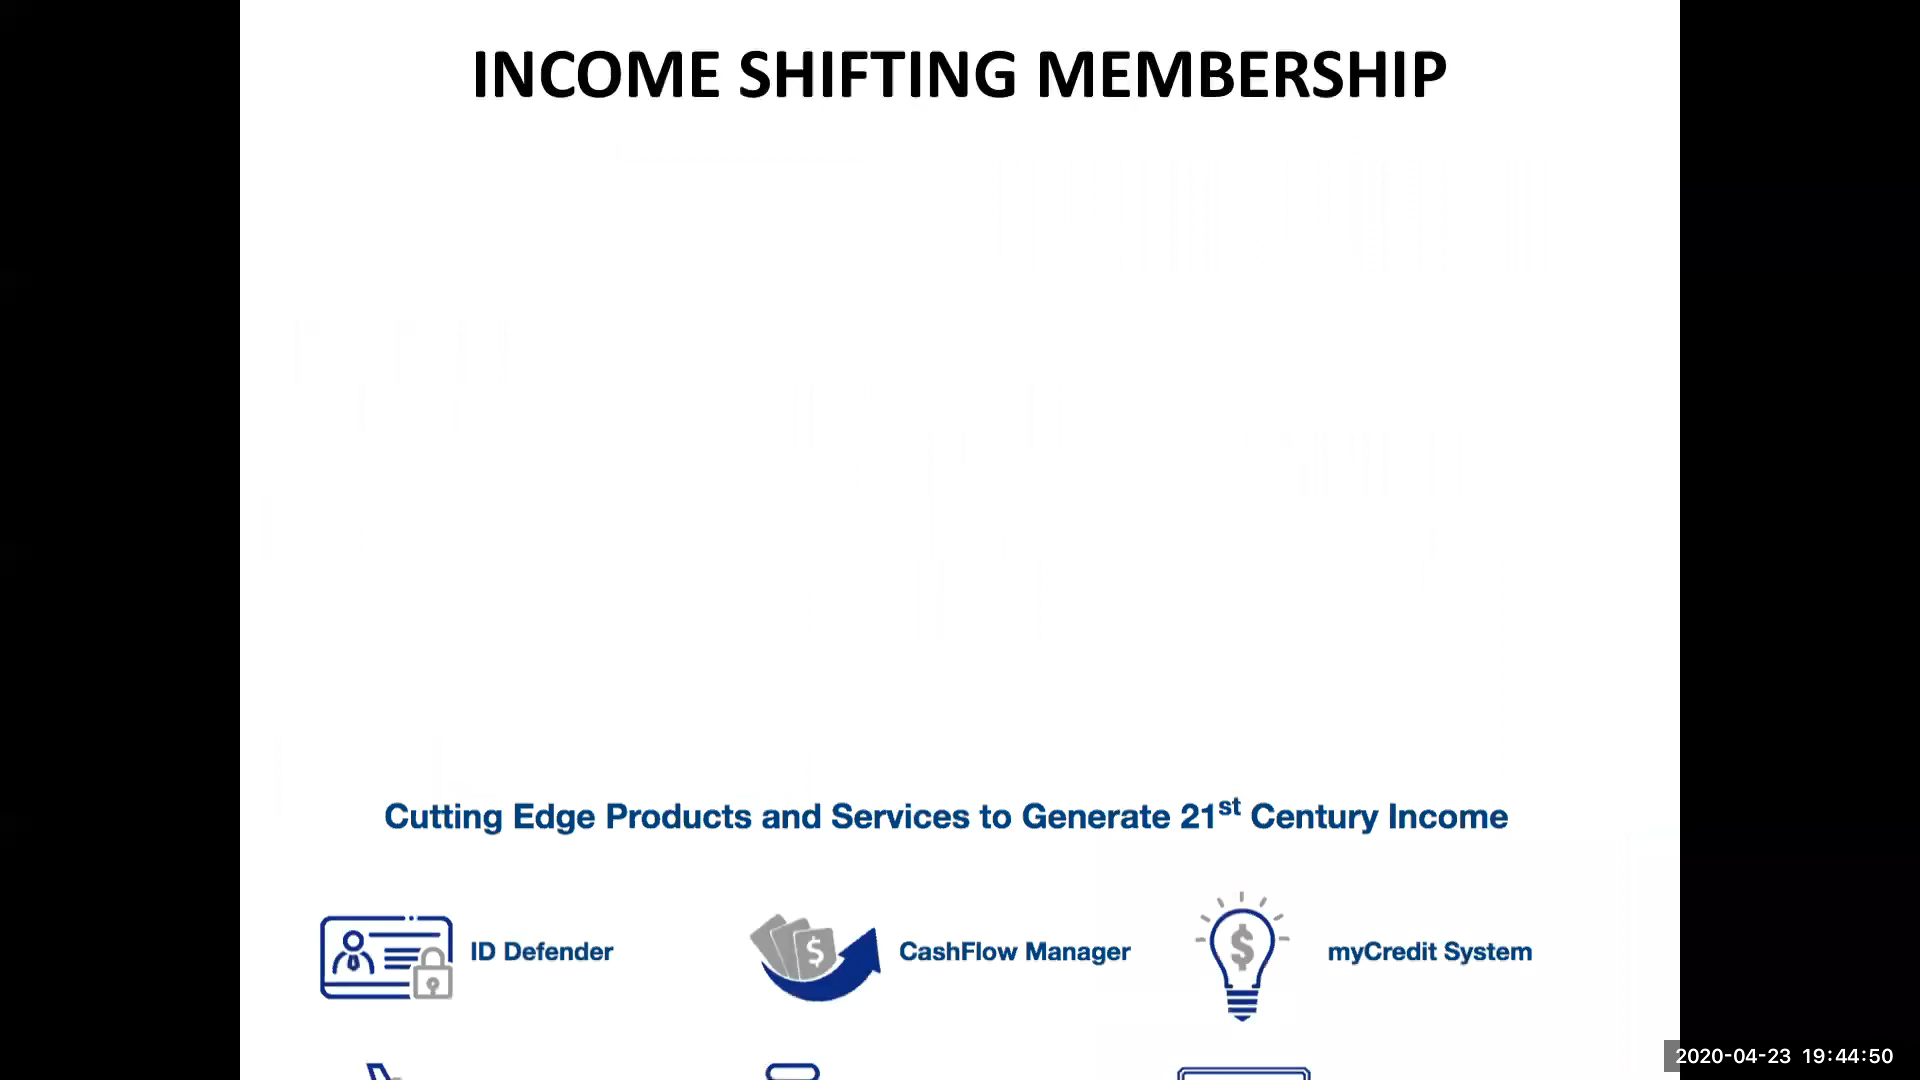 INCOME SHIFTING MEMBERSHIP
Cutting Edge Products and Services to Generate 21st Century Income
ID Defender
CashFlow Manager
myCredit System
2020-04-23 19:44:50